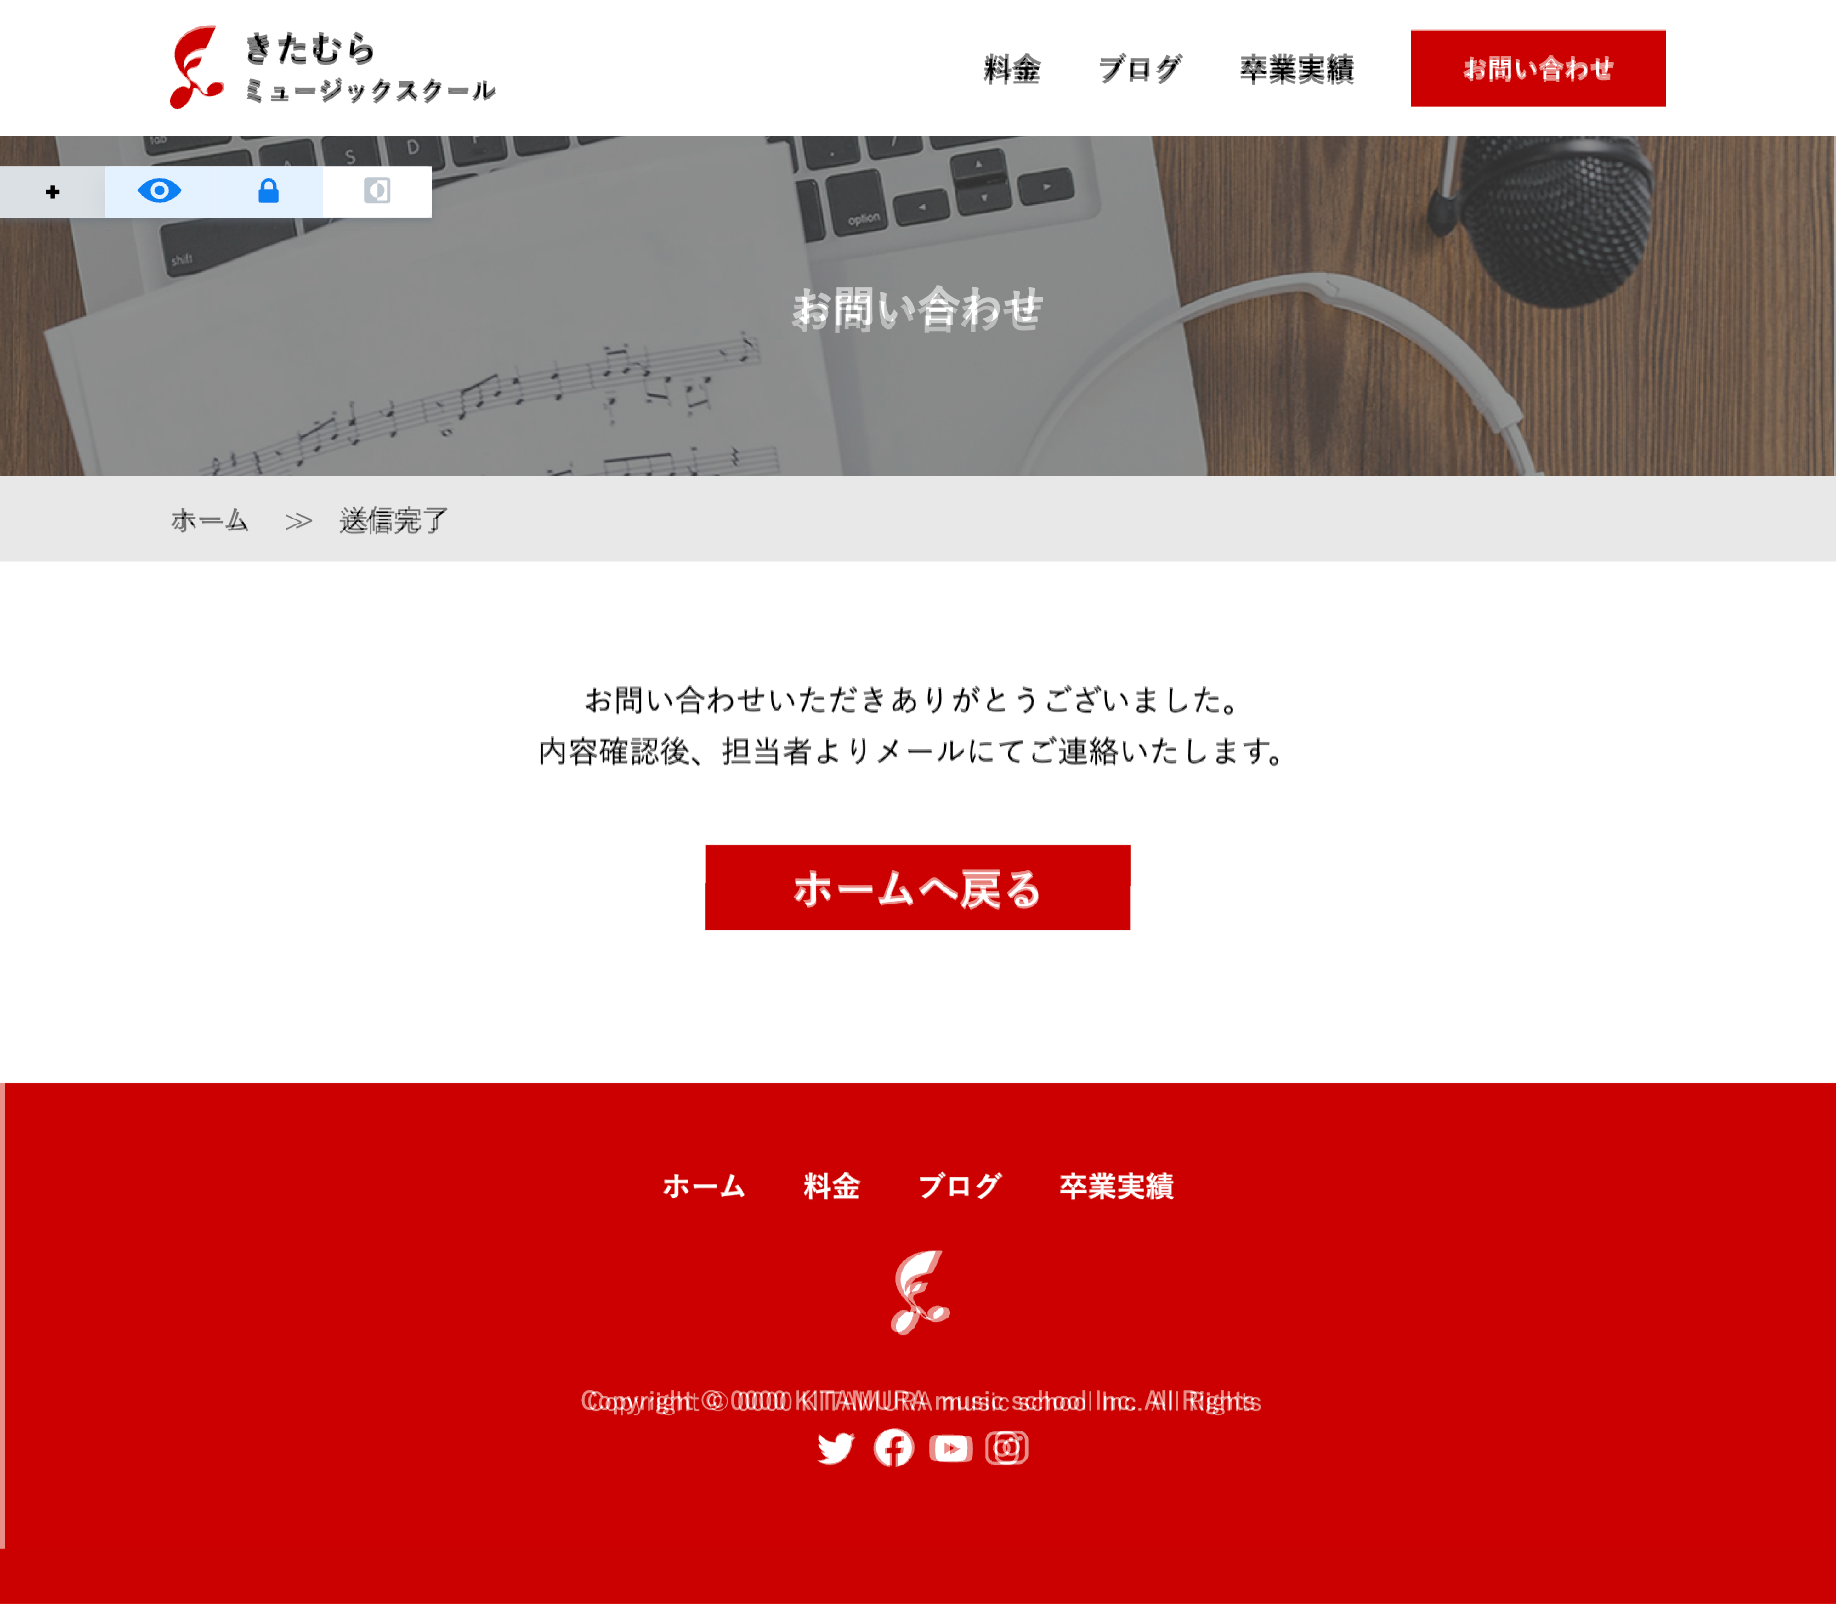 きたむら
ミュージックスクール
料金 ブログ 卒業実績 お問い合わせ
tab A S D F
shift option
お問い合わせ
ホーム ≫ 送信完了
お問い合わせいただきありがとうございました。
内容確認後、担当者よりメールにてご連絡いたします。
ホームへ戻る
ホーム 料金 ブログ 卒業実績
Copyright © 0000 KITAMURA music school Inc. All Rights